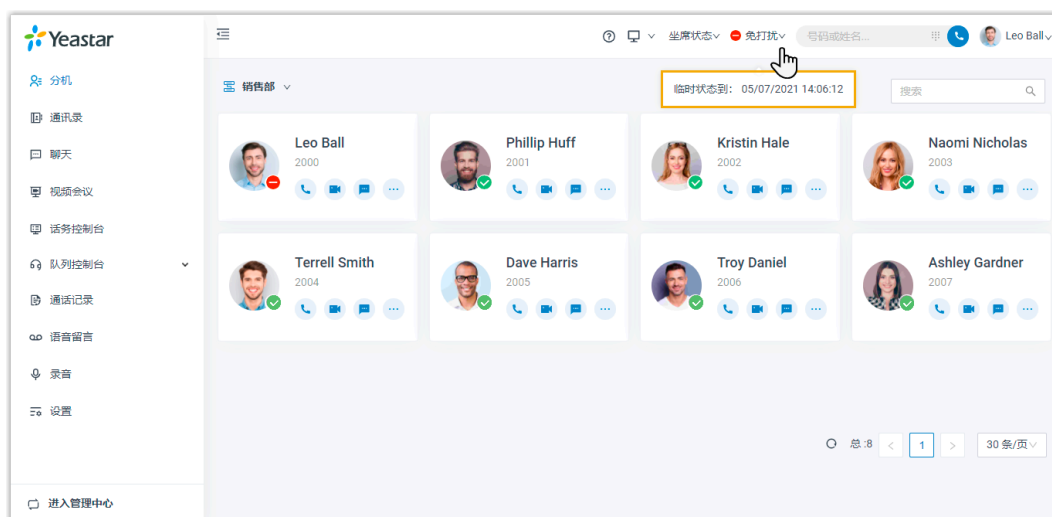 Yeastar
坐席状态
免打扰
号码或姓名...
Leo Ball
分机
通讯录
聊天
视频会议
话务控制台
队列控制台
通话记录
语音留言
录音
设置
进入管理中心
销售部
临时状态到： 05/07/2021 14:06:12
搜索
Leo Ball
2000
Phillip Huff
2001
Kristin Hale
2002
Naomi Nicholas
2003
Terrell Smith
2004
Dave Harris
2005
Troy Daniel
2006
Ashley Gardner
2007
总:8
1
30 条/页